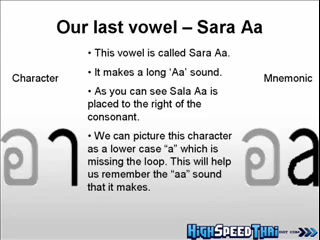 Our last vowel – Sara Aa
• This vowel is called Sara Aa.
Character
Mnemonic
• It makes a long ‘Aa’ sound.
• As you can see Sala Aa is
placed to the right of the
consonant.
• We can picture this character
as a lower case “a” which is
missing the loop. This will help
us remember the “aa” sound
that it makes.
อา
อa
HIGHSPEEDTHAI